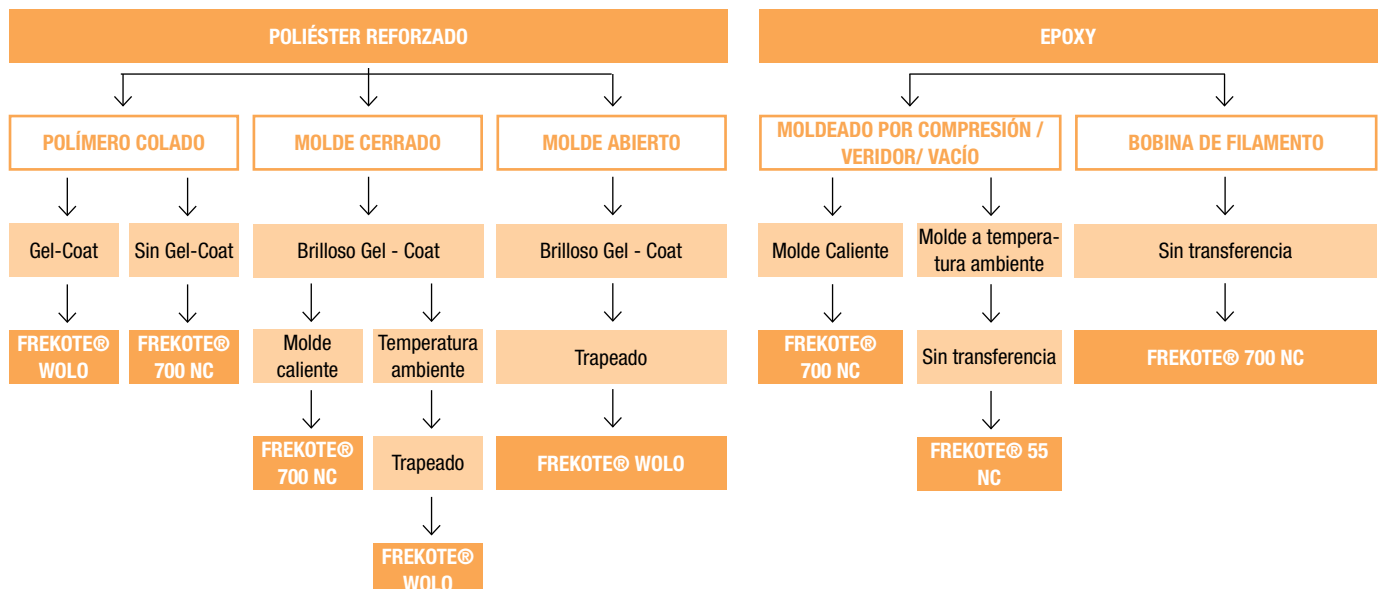 POLIÉSTER REFORZADO
EPOXY
POLÍMERO COLADO
MOLDE CERRADO
MOLDE ABIERTO
MOLDEADO POR COMPRESIÓN /
VERIDOR/ VACÍO
BOBINA DE FILAMENTO
Gel-Coat
Sin Gel-Coat
Brilloso Gel - Coat
Brilloso Gel - Coat
Molde Caliente
Molde a tempera-
tura ambiente
Sin transferencia
FREKOTE®
WOLO
FREKOTE®
700 NC
Molde
caliente
Temperatura
ambiente
Trapeado
FREKOTE®
700 NC
Sin transferencia
FREKOTE® 700 NC
FREKOTE®
700 NC
Trapeado
FREKOTE® WOLO
FREKOTE® 55
NC
FREKOTE®
WOLO